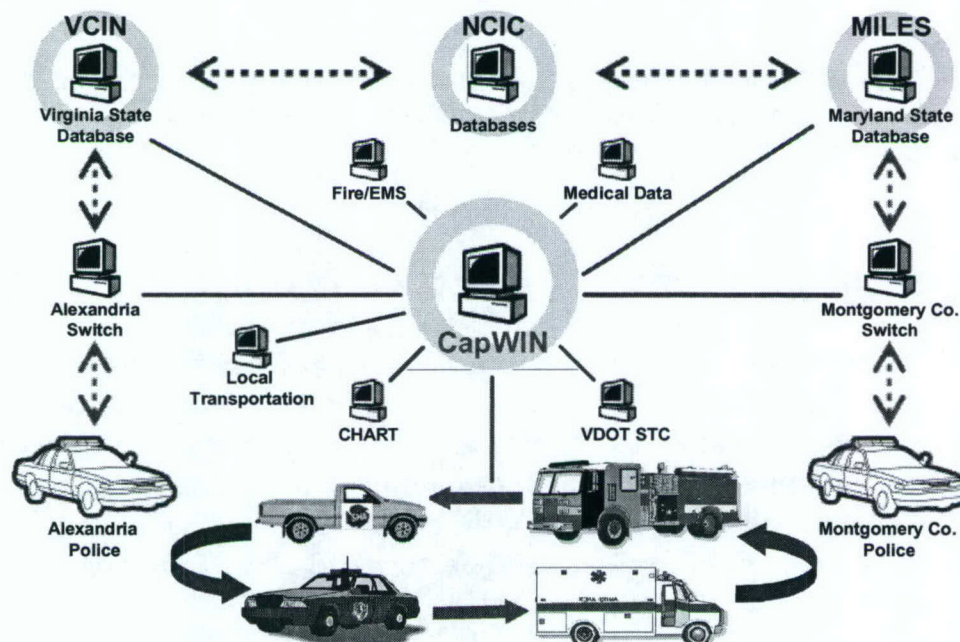 VCIN
NCIC
MILES
Virginia State
Database
Databases
Maryland State
Database
Fire/EMS
Medical Data
Alexandria
Switch
CapWIN
Montgomery Co.
Switch
Local
Transportation
CHART
VDOT STC
Alexandria
Police
Montgomery Co.
Police